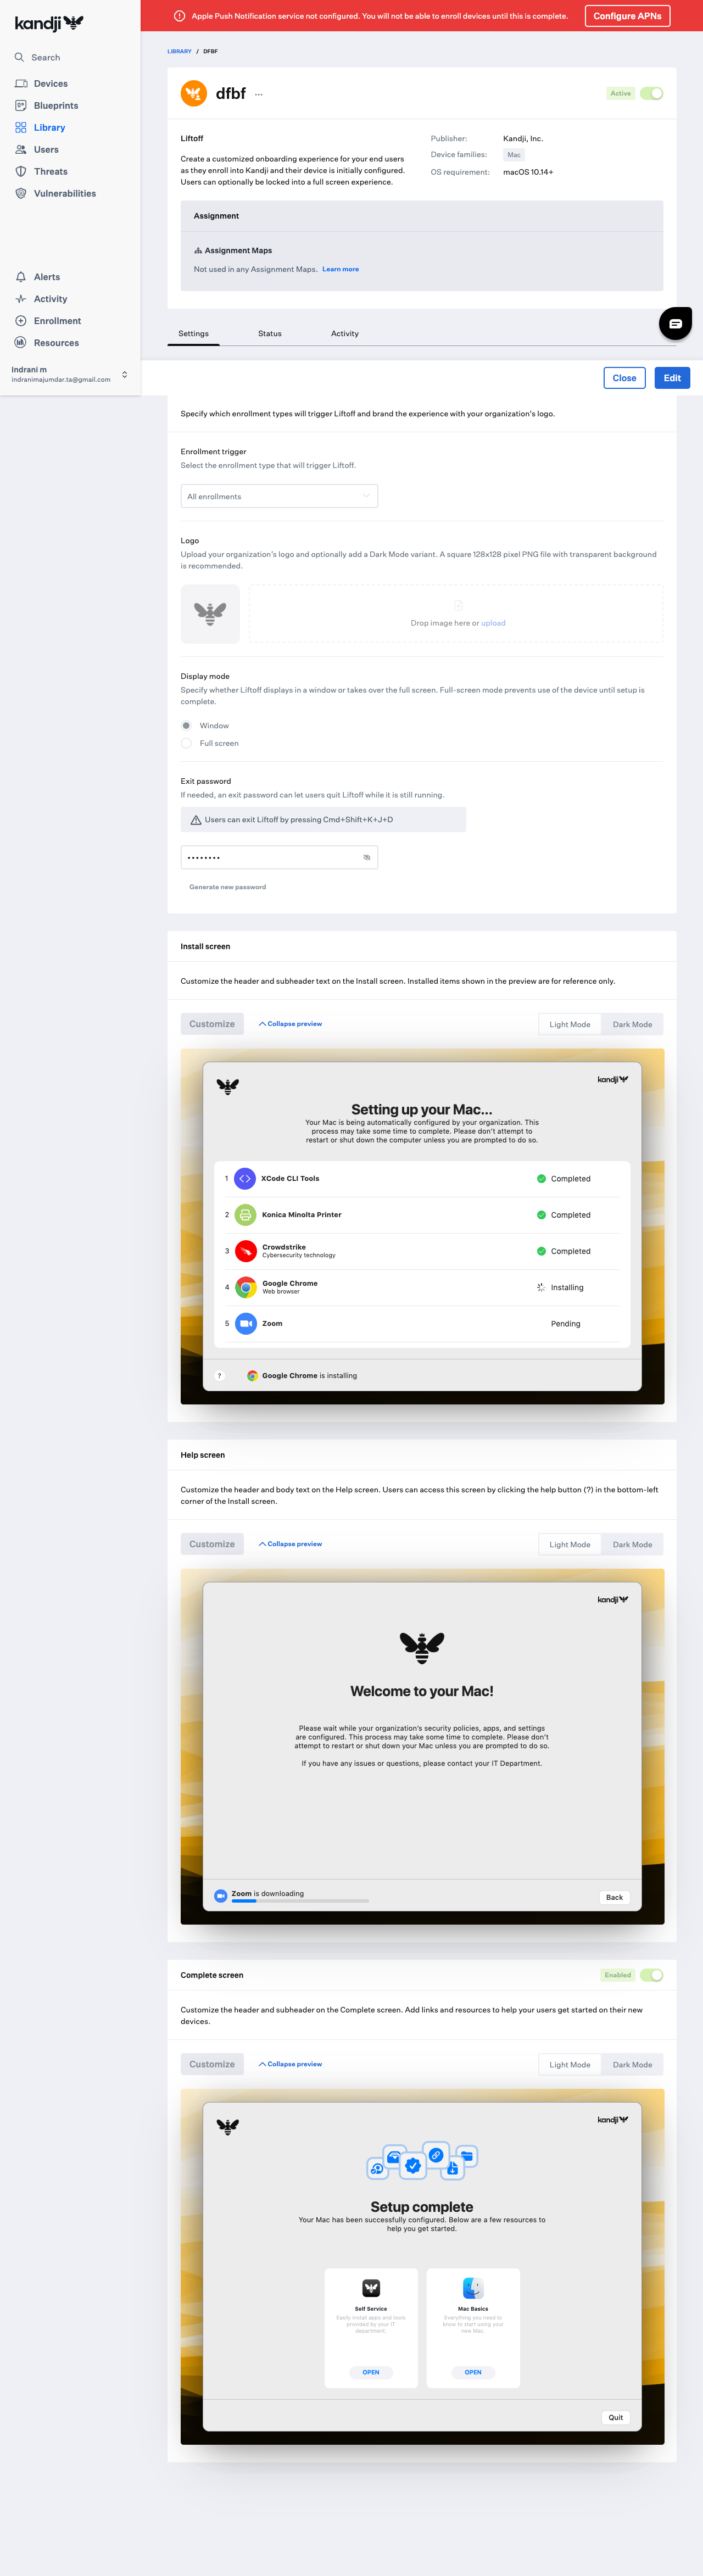 kandji
Apple Push Notification service not configured. You will not be able to enroll devices until this is complete.
Configure APNs
Search
Devices
Blueprints
Library
Users
Threats
Vulnerabilities
Alerts
Activity
Enrollment
Resources
Indrani m
indranimajumdar.ta@gmail.com
LIBRARY / DFBF
dfbf ...
Active
Liftoff
Create a customized onboarding experience for your end users
as they enroll into Kandji and their device is initially configured.
Users can optionally be locked into a full screen experience.
Publisher: Kandji, Inc.
Device families: Mac
OS requirement: macOS 10.14+
Assignment
Assignment Maps
Not used in any Assignment Maps. Learn more
Settings
Status
Activity
Close
Edit
Specify which enrollment types will trigger Liftoff and brand the experience with your organization's logo.
Enrollment trigger
Select the enrollment type that will trigger Liftoff.
All enrollments
Logo
Upload your organization's logo and optionally add a Dark Mode variant. A square 128x128 pixel PNG file with transparent background
is recommended.
Drop image here or upload
Display mode
Specify whether Liftoff displays in a window or takes over the full screen. Full-screen mode prevents use of the device until setup is
complete.
Window
Full screen
Exit password
If needed, an exit password can let users quit Liftoff while it is still running.
Users can exit Liftoff by pressing Cmd+Shift+K+J+D
••••••••
Generate new password
Install screen
Customize the header and subheader text on the Install screen. Installed items shown in the preview are for reference only.
Customize
Collapse preview
Light Mode
Dark Mode
kandji
Setting up your Mac...
Your Mac is being automatically configured by your organization. This
process may take some time to complete. Please don't attempt to
restart or shut down the computer unless you are prompted to do so.
1 XCode CLI Tools Completed
2 Konica Minolta Printer Completed
3 Crowdstrike Completed
Cybersecurity technology
4 Google Chrome Installing
Web browser
5 Zoom Pending
? Google Chrome is installing
Help screen
Customize the header and body text on the Help screen. Users can access this screen by clicking the help button (?) in the bottom-left
corner of the Install screen.
Customize
Collapse preview
Light Mode
Dark Mode
kandji
Welcome to your Mac!
Please wait while your organization's security policies, apps, and settings
are configured. This process may take some time to complete. Please don't
attempt to restart or shut down your Mac unless you are prompted to do so.
If you have any issues or questions, please contact your IT Department.
Zoom is downloading
Back
Complete screen
Enabled
Customize the header and subheader on the Complete screen. Add links and resources to help your users get started on their new
devices.
Customize
Collapse preview
Light Mode
Dark Mode
kandji
Setup complete
Your Mac has been successfully configured. Below are a few resources to
help you get started.
Self Service
Easily install apps and tools
provided by your IT
department.
OPEN
Mac Basics
Everything you need to
know to start using your
new Mac.
OPEN
Quit